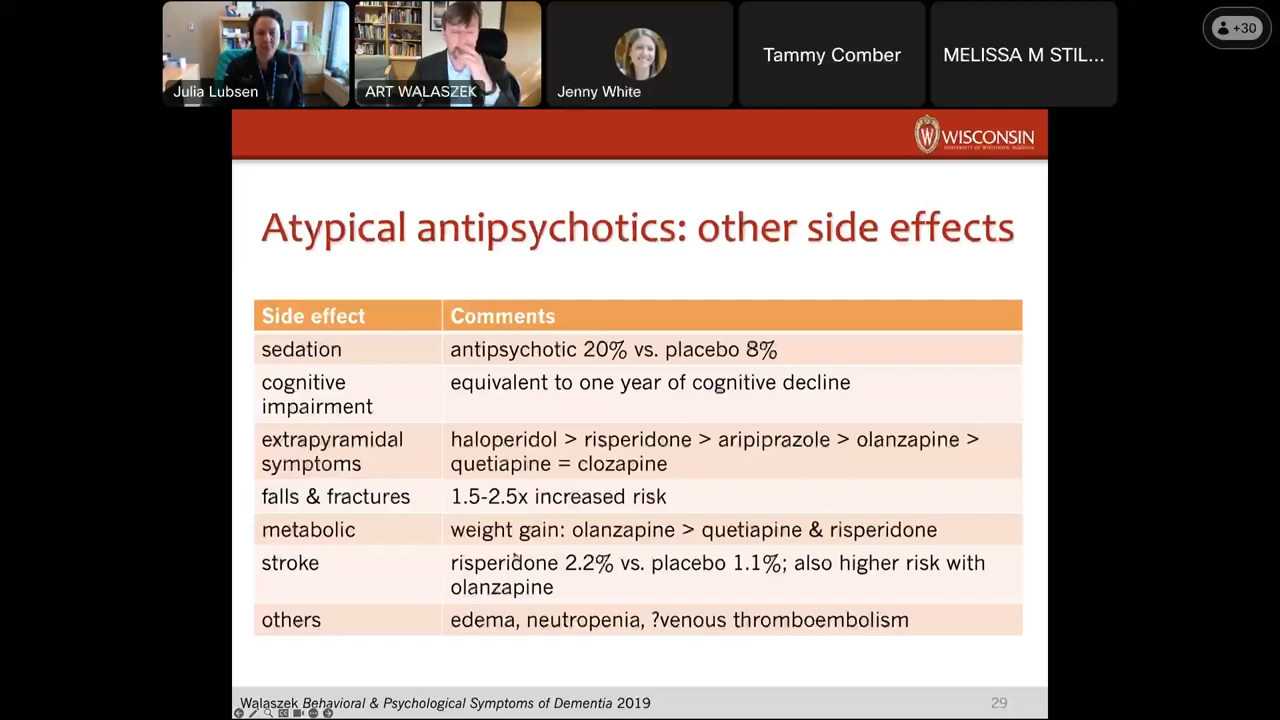 +30
Julia Lubsen
ART WALASZEK
Jenny White
Tammy Comber
MELISSA M STIL...
WISCONSIN
UNIVERSITY OF WISCONSIN-MADISON
Atypical antipsychotics: other side effects
Side effect
Comments
sedation
antipsychotic 20% vs. placebo 8%
cognitive
impairment
equivalent to one year of cognitive decline
extrapyramidal
symptoms
haloperidol > risperidone > aripiprazole > olanzapine >
quetiapine = clozapine
falls & fractures
1.5-2.5x increased risk
metabolic
weight gain: olanzapine > quetiapine & risperidone
stroke
risperidone 2.2% vs. placebo 1.1%; also higher risk with
olanzapine
others
edema, neutropenia, ?venous thromboembolism
Walaszek Behavioral & Psychological Symptoms of Dementia 2019
29